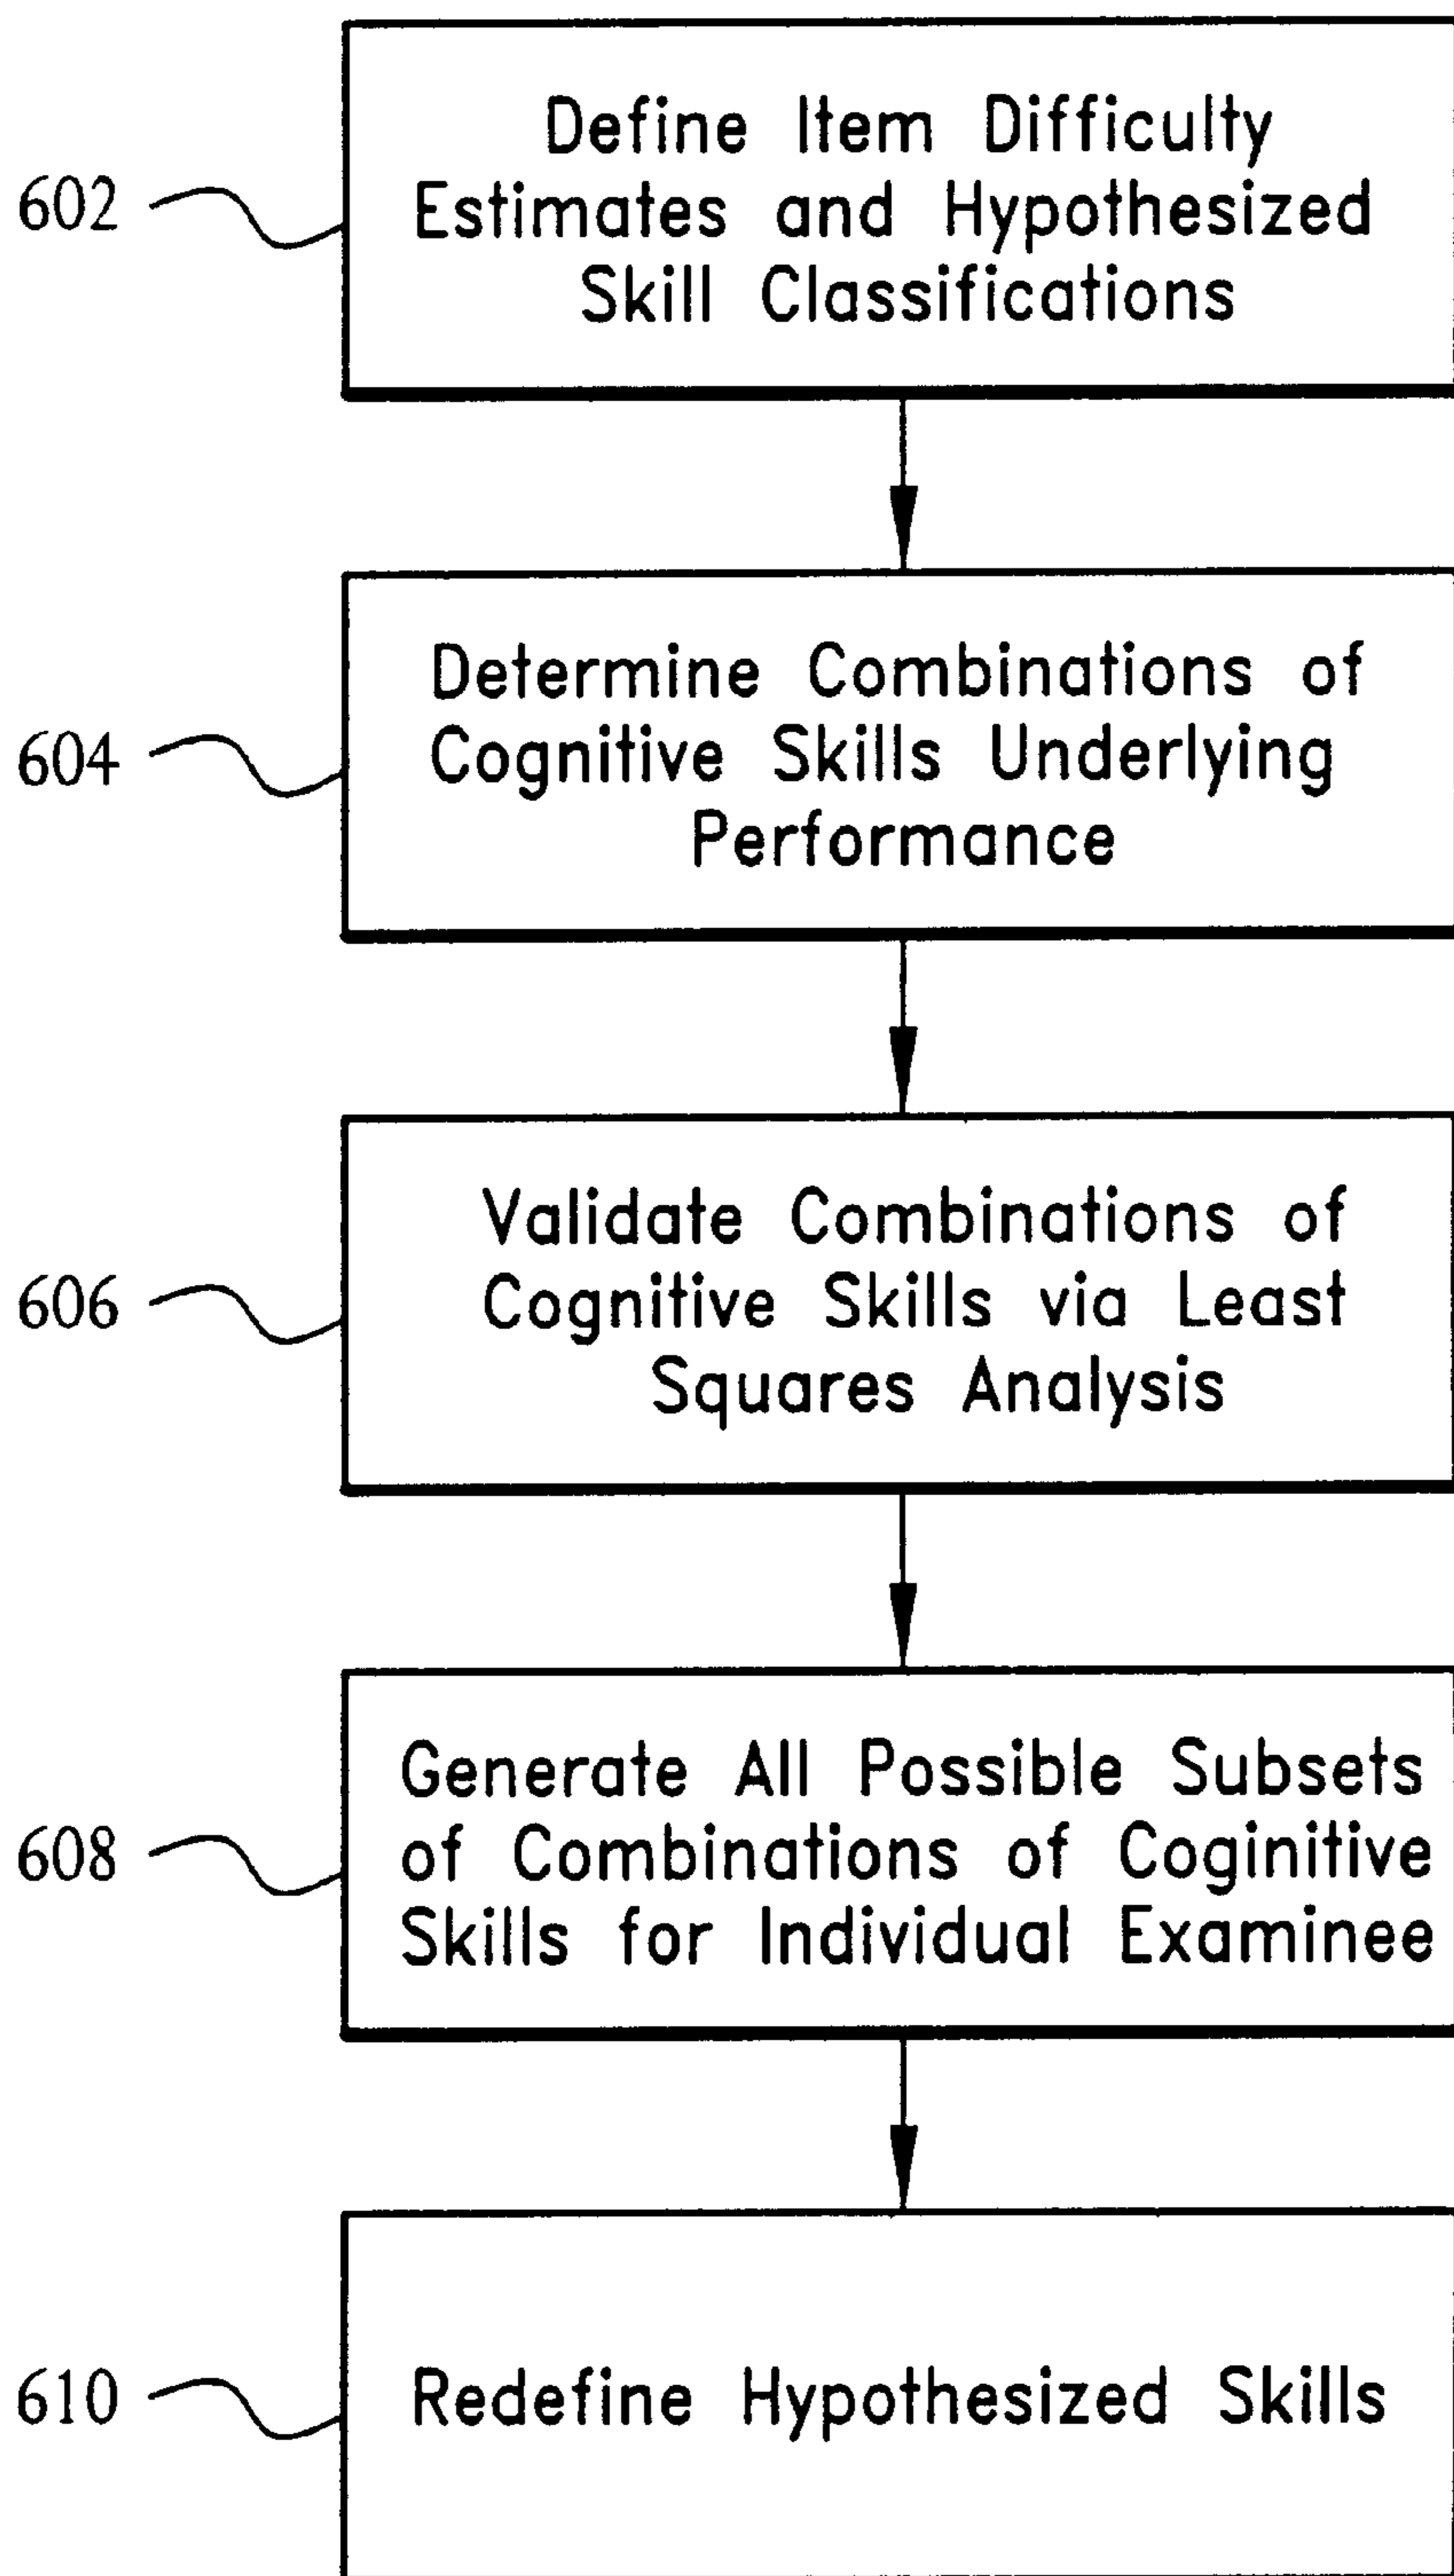 602
Define Item Difficulty
Estimates and Hypothesized
Skill Classifications
604
Determine Combinations of
Cognitive Skills Underlying
Performance
606
Validate Combinations of
Cognitive Skills via Least
Squares Analysis
608
Generate All Possible Subsets
of Combinations of Coginitive
Skills for Individual Examinee
610
Redefine Hypothesized Skills